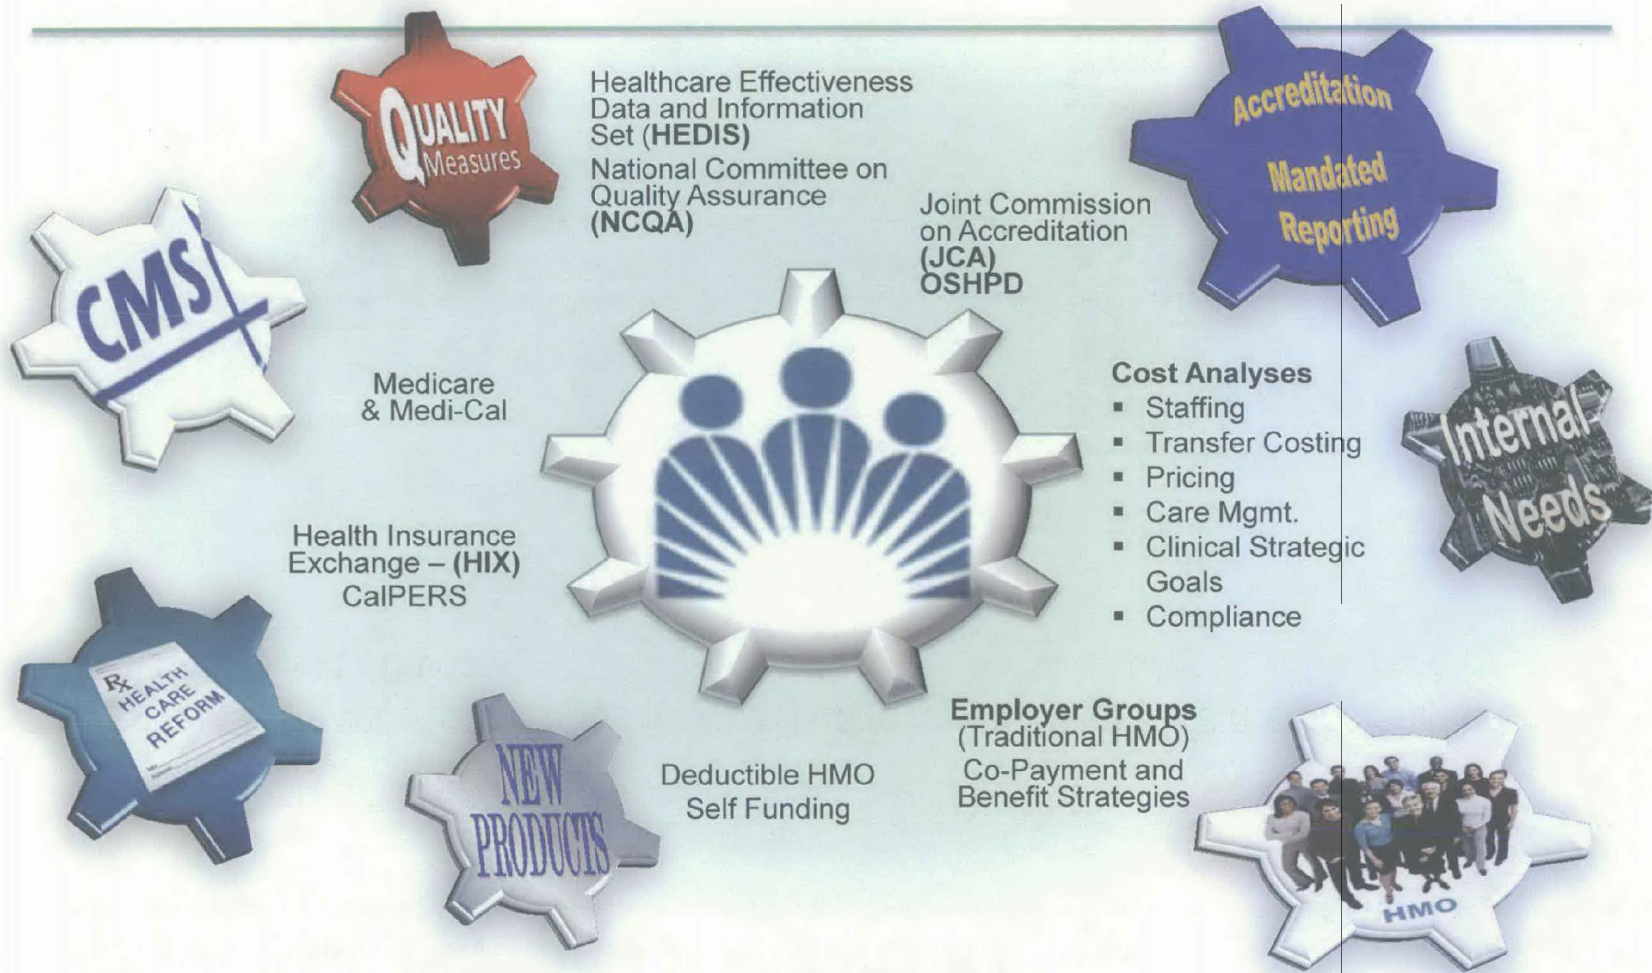 QUALITY
Measures
Healthcare Effectiveness
Data and Information
Set (HEDIS)
National Committee on
Quality Assurance
(NCQA)
Accreditation
Mandated
Reporting
Joint Commission
on Accreditation
(JCA)
OSHPD
CMS
Medicare
& Medi-Cal
Cost Analyses
▪ Staffing
▪ Transfer Costing
▪ Pricing
▪ Care Mgmt.
▪ Clinical Strategic
Goals
▪ Compliance
Internal
Needs
Health Insurance
Exchange – (HIX)
CalPERS
Rx
HEALTH
CARE
REFORM
NEW
PRODUCTS
Deductible HMO
Self Funding
Employer Groups
(Traditional HMO)
Co-Payment and
Benefit Strategies
HMO